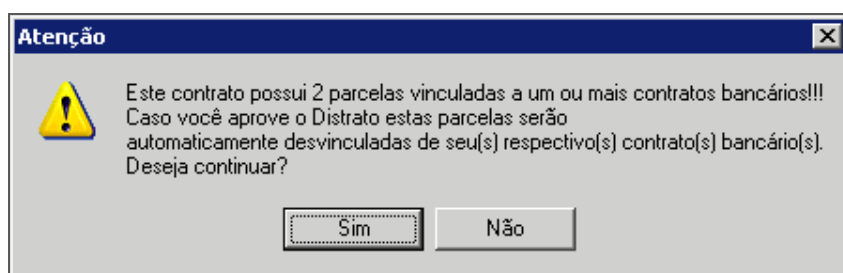 Atenção
Este contrato possui 2 parcelas vinculadas a um ou mais contratos bancários!!!
Caso você aprove o Distrato estas parcelas serão
automaticamente desvinculadas de seu(s) respectivo(s) contrato(s) bancário(s).
Deseja continuar?
Sim
Não